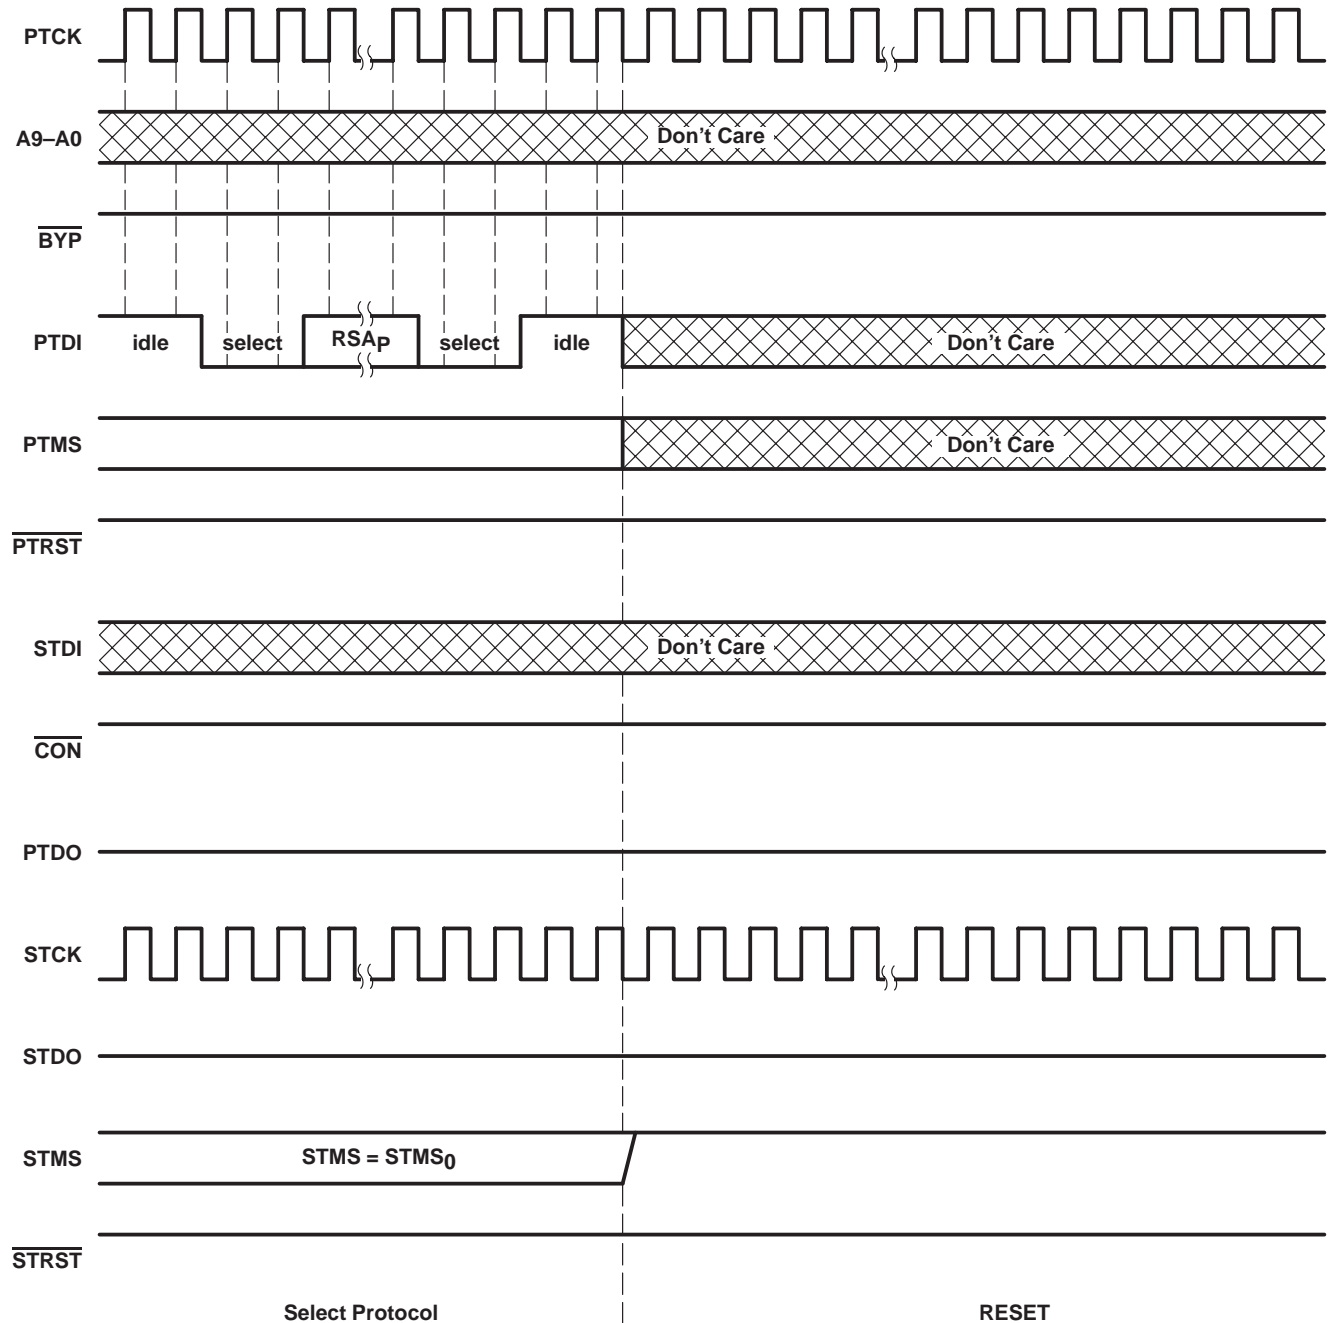 PTCK
A9–A0
Don't Care
BYP
PTDI
idle
select
RSAP
select
idle
Don't Care
PTMS
Don't Care
PTRST
STDI
Don't Care
CON
PTDO
STCK
STDO
STMS
STMS = STMS0
STRST
Select Protocol
RESET